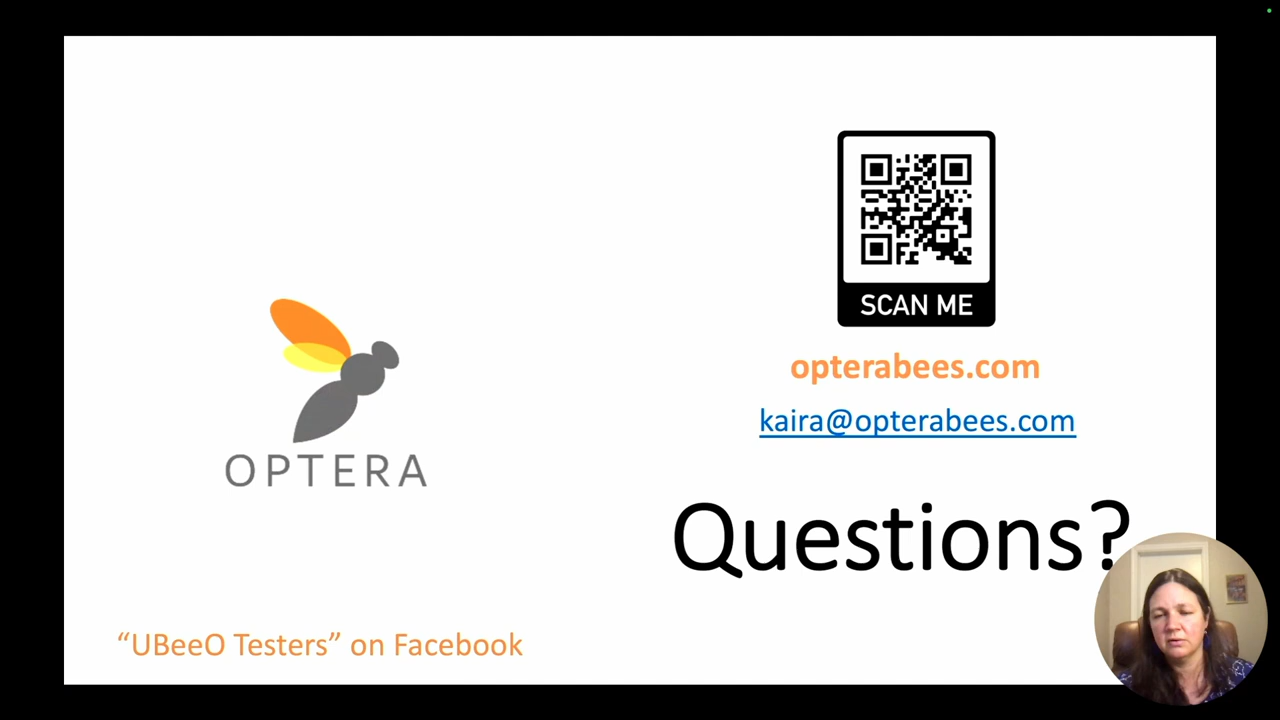 SCAN ME
opterabees.com
kaira@opterabees.com
OPTERA
Questions?
“UBeeO Testers” on Facebook